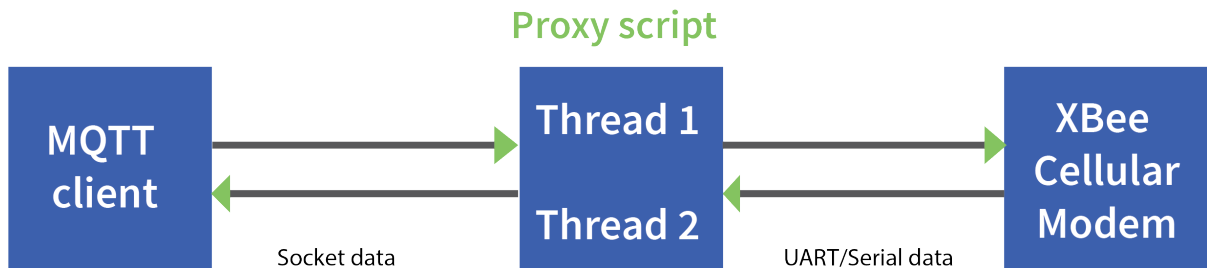 Proxy script
MQTT
client
Thread 1
Thread 2
XBee
Cellular
Modem
Socket data
UART/Serial data